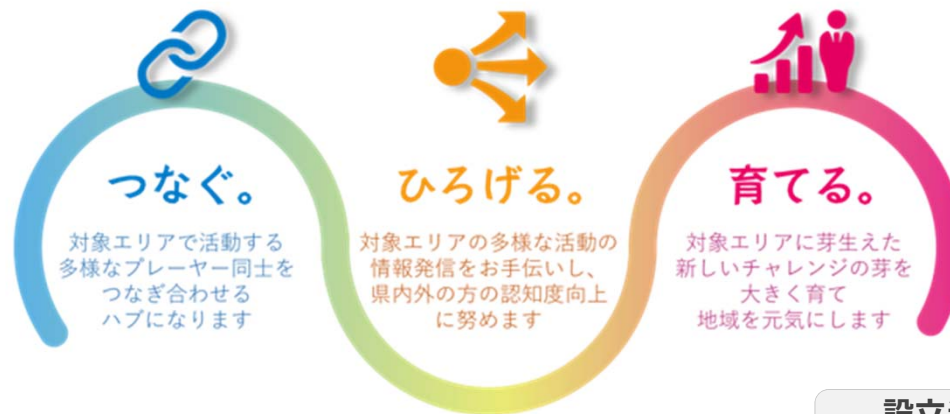 つなぐ。
対象エリアで活動する
多様なプレーヤー同士を
つなぎ合わせる
ハブになります
ひろげる。
対象エリアの多様な活動の
情報発信をお手伝いし、
県内外の方の認知度向上
に努めます
育てる。
対象エリアに芽生えた
新しいチャレンジの芽を
大きく育て
地域を元気にします
設立